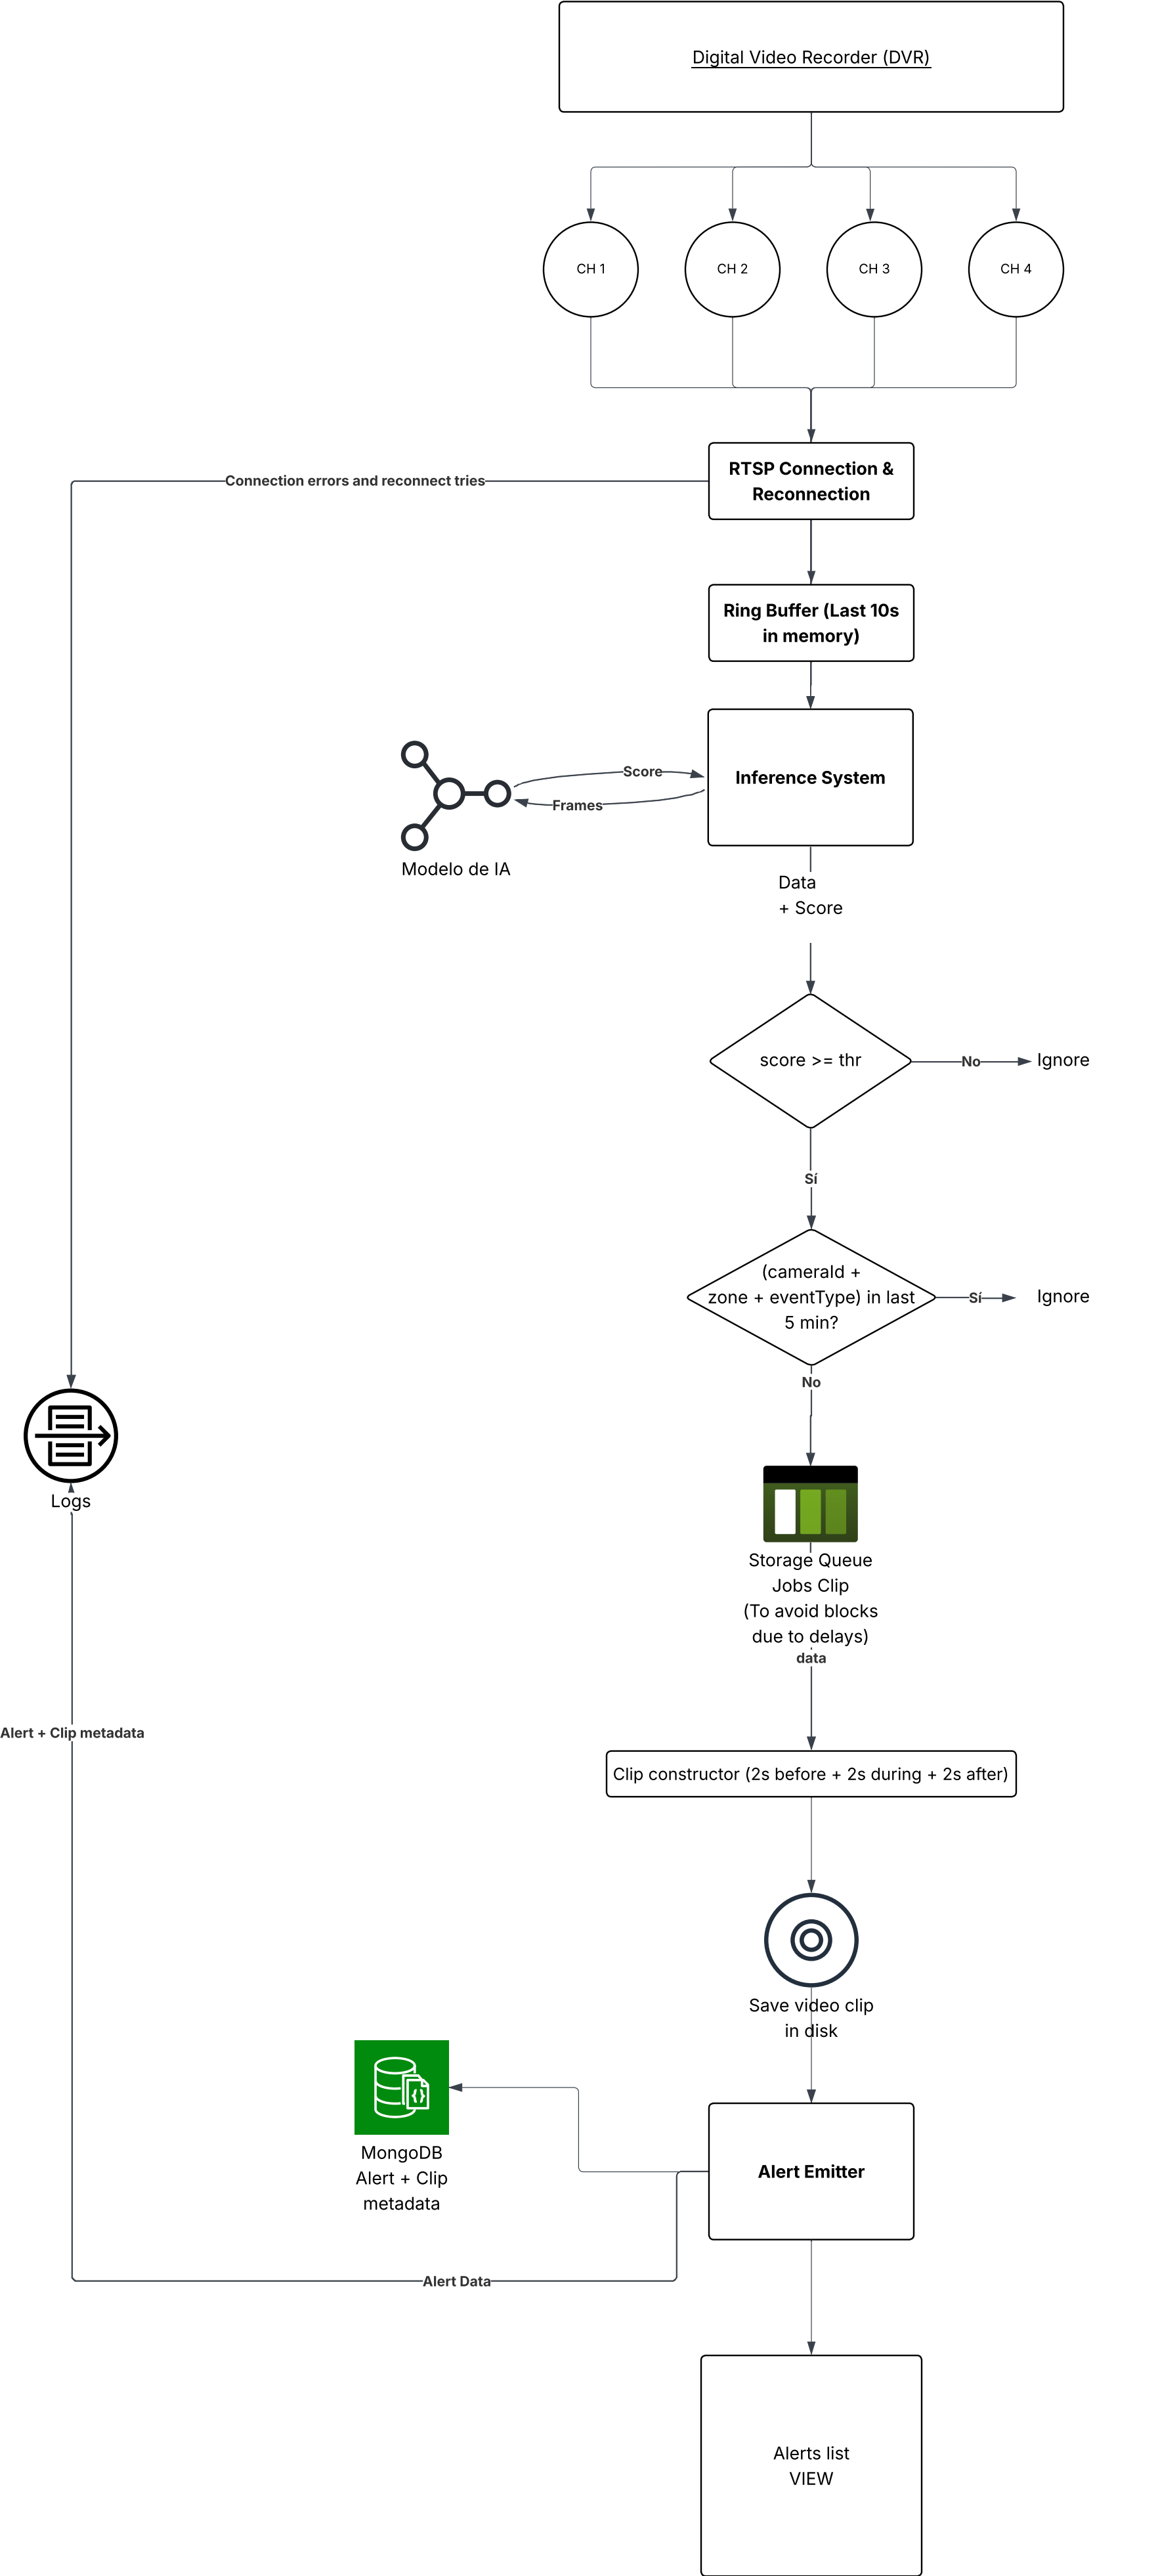 Digital Video Recorder (DVR)
CH 1
CH 2
CH 3
CH 4
RTSP Connection &
Reconnection
Connection errors and reconnect tries
Ring Buffer (Last 10s
in memory)
Inference System
Score
Frames
Modelo de IA
Data
+ Score
score >= thr
No
Ignore
Sí
(cameraId +
zone + eventType) in last
5 min?
Sí
Ignore
No
Logs
Storage Queue
Jobs Clip
(To avoid blocks
due to delays)
data
Alert + Clip metadata
Clip constructor (2s before + 2s during + 2s after)
Save video clip
in disk
MongoDB
Alert + Clip
metadata
Alert Emitter
Alert Data
Alerts list
VIEW